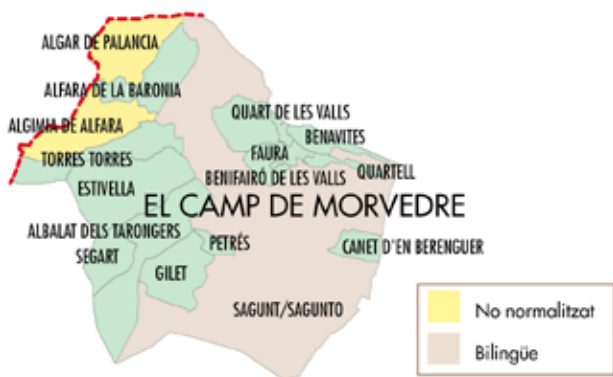 ALGAR DE PALANCIA
ALFARA DE LA BARONIA
ALGIMIA DE ALFARA
TORRES TORRES
ESTIVELLA
QUART DE LES VALLS
BENAVITES
FAURA
BENIFAIRÓ DE LES VALLS
QUARTELL
EL CAMP DE MORVEDRE
ALBALAT DELS TARONGERS
SEGART
PETRÉS
GILET
CANET D'EN BERENGUER
SAGUNT/SAGUNTO
No normalitzat
Bilingüe